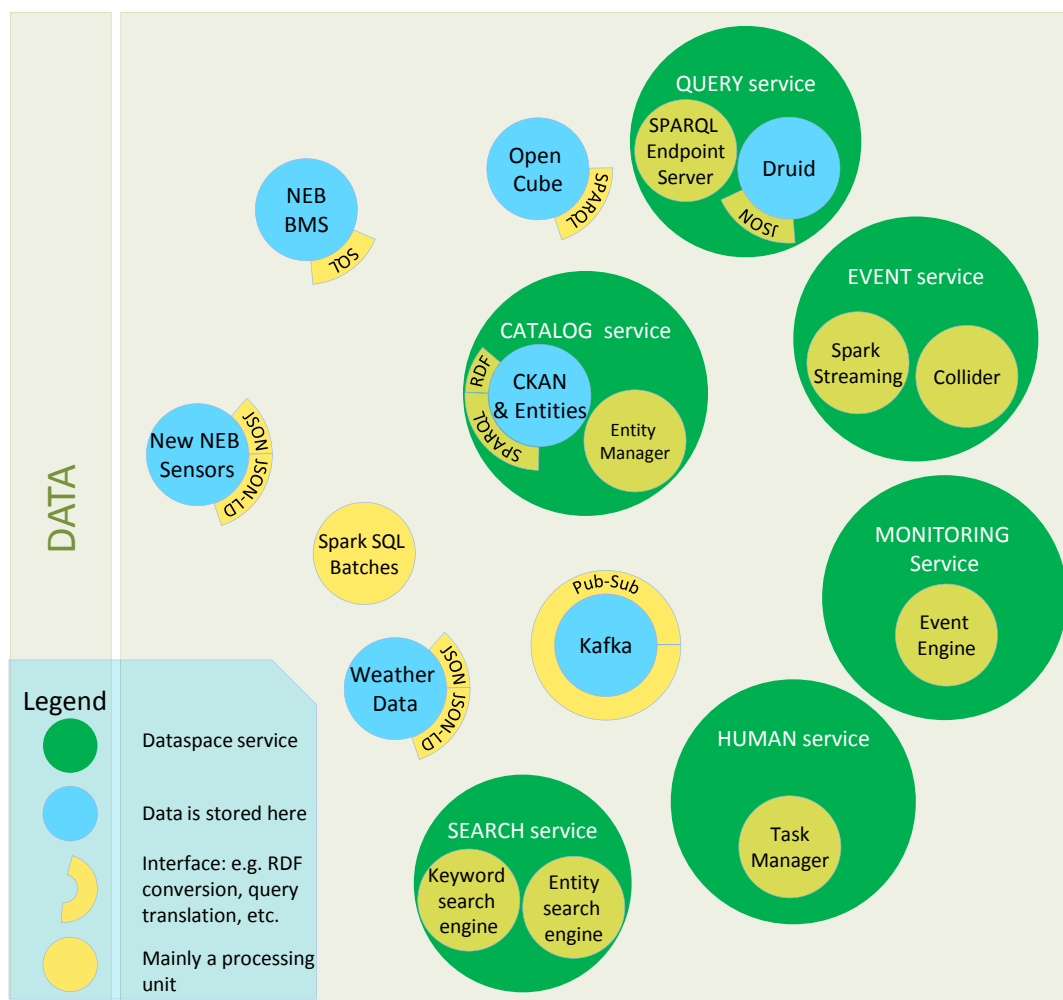 QUERY service
SPARQL
Endpoint
Server
Druid
JSON
Open
Cube
SPARQL
NEB
BMS
SQL
EVENT service
Spark
Streaming
Collider
CATALOG service
RDF
CKAN
& Entities
SPARQL
Entity
Manager
New NEB
Sensors
JSON
JSON-LD
DATA
Spark SQL
Batches
MONITORING
Service
Event
Engine
Pub-Sub
Kafka
Weather
Data
JSON
JSON-LD
HUMAN service
Task
Manager
SEARCH service
Keyword
search
engine
Entity
search
engine
Legend
Dataspace service
Data is stored here
Interface: e.g. RDF
conversion, query
translation, etc.
Mainly a processing
unit